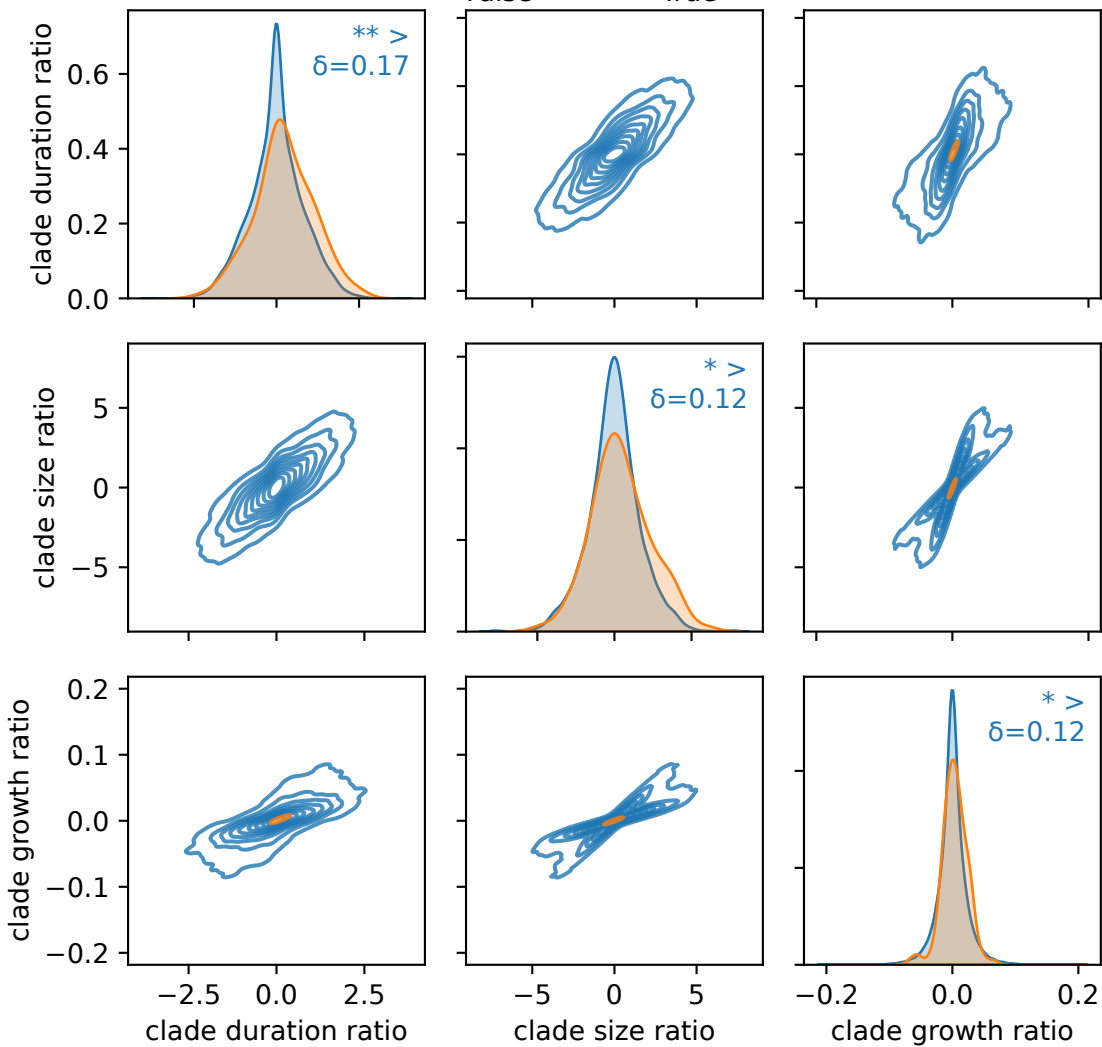 clade duration ratio
0.6
0.4
0.2
0.0
** >
δ=0.17
clade size ratio
5
0
−5
* >
δ=0.12
clade growth ratio
0.2
0.1
0.0
−0.1
−0.2
* >
δ=0.12
−2.5 0.0 2.5
clade duration ratio
−5 0 5
clade size ratio
−0.2 0.0 0.2
clade growth ratio